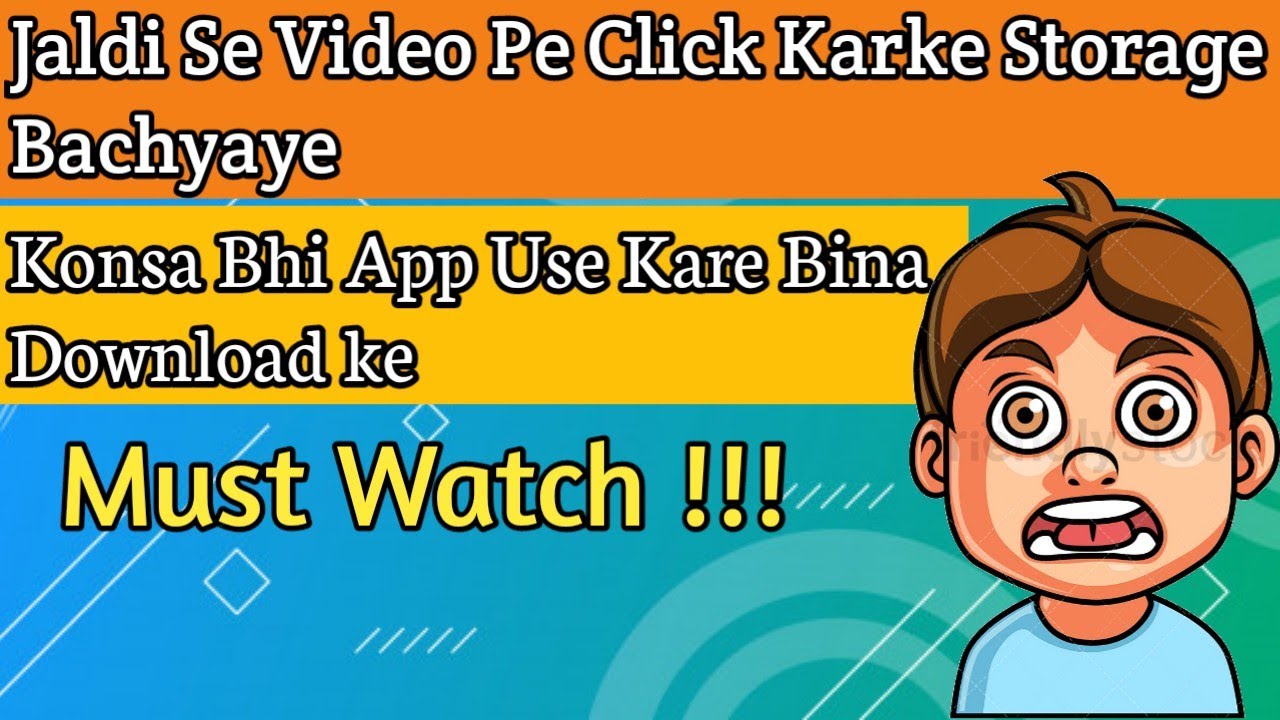 Jaldi Se Video Pe Click Karke Storage
Bachyaye
Konsa Bhi App Use Kare Bina
Download ke
Must Watch !!!